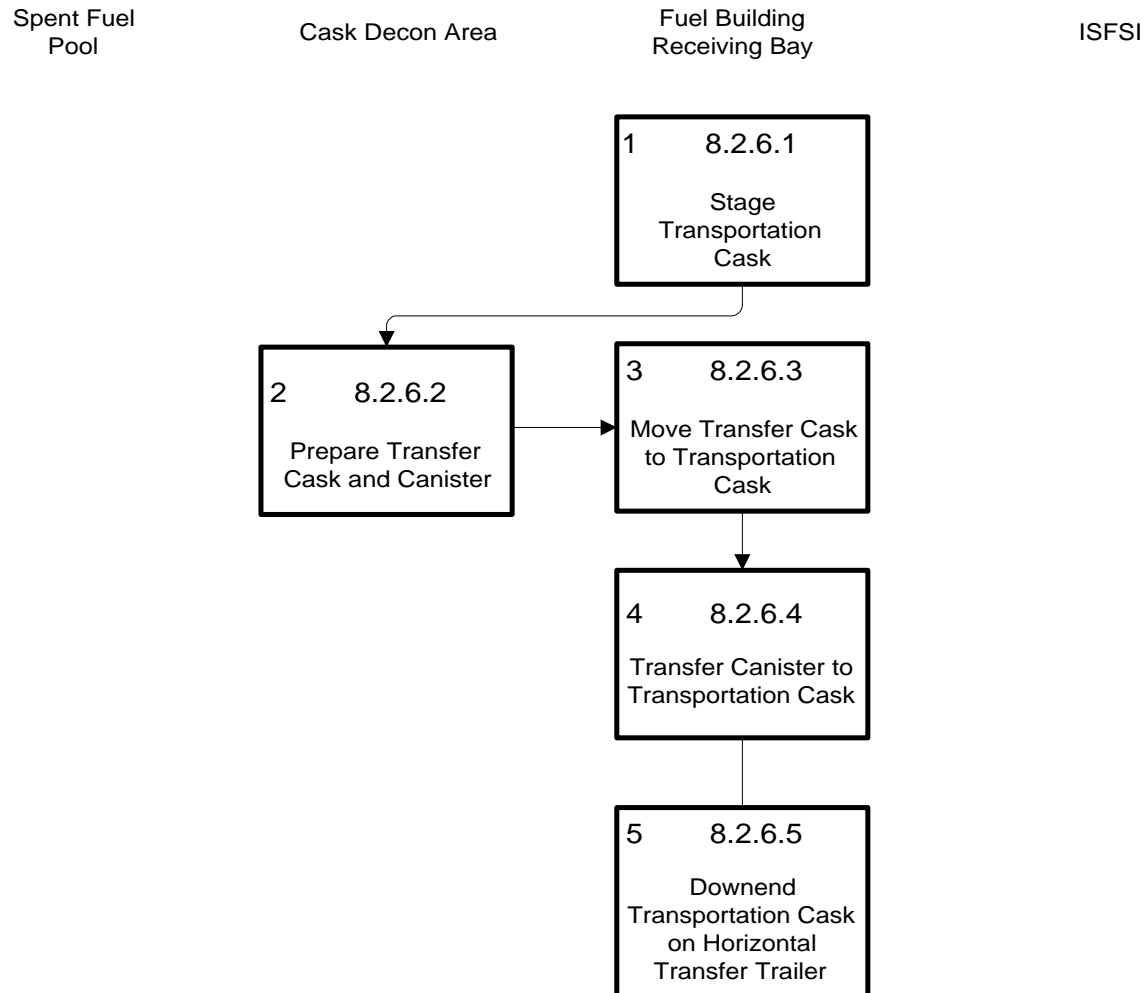 Spent Fuel
Pool
Cask Decon Area
Fuel Building
Receiving Bay
ISFSI
1 8.2.6.1
Stage
Transportation
Cask
2 8.2.6.2
Prepare Transfer
Cask and Canister
3 8.2.6.3
Move Transfer Cask
to Transportation
Cask
4 8.2.6.4
Transfer Canister to
Transportation Cask
5 8.2.6.5
Downend
Transportation Cask
on Horizontal
Transfer Trailer